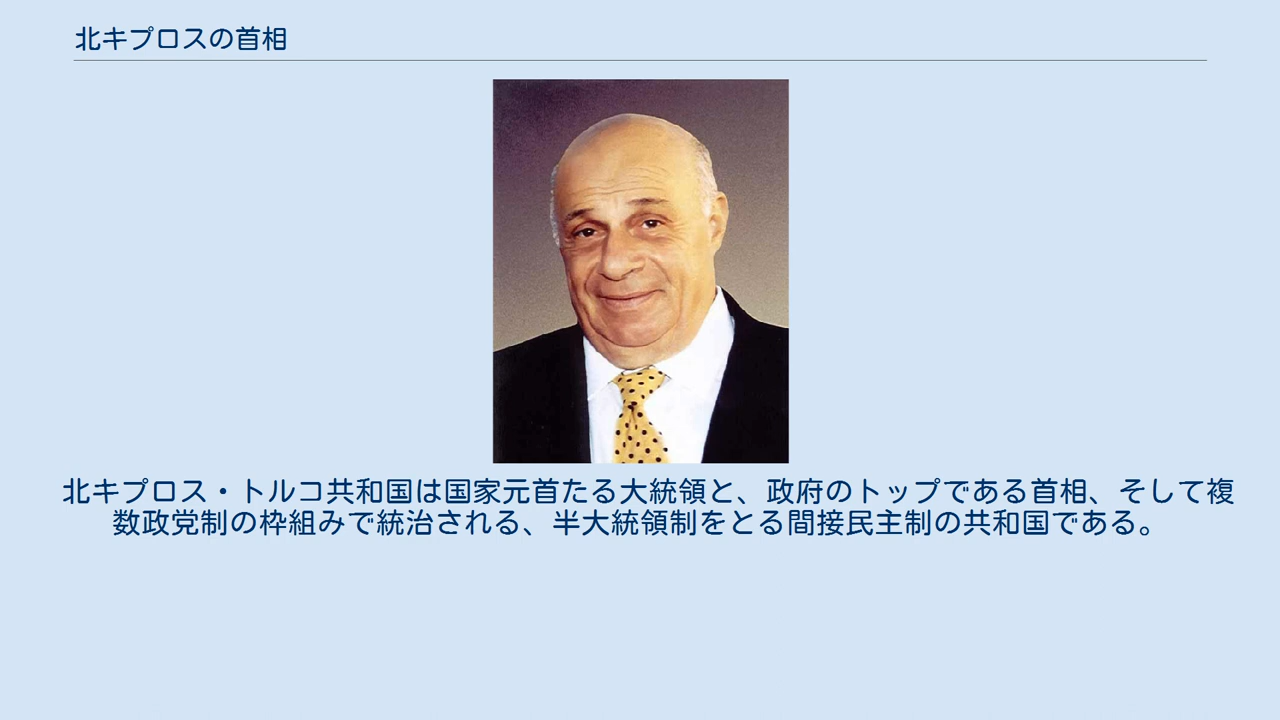 北キプロスの首相
北キプロス・トルコ共和国は国家元首たる大統領と、政府のトップである首相、そして複
数政党制の枠組みで統治される、半大統領制をとる間接民主制の共和国である。